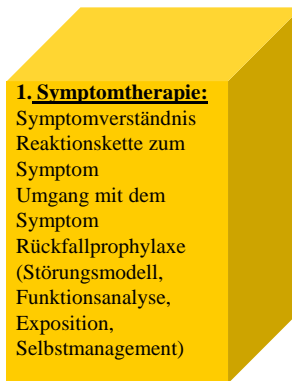 1. Symptomtherapie:
Symptomverständnis
Reaktionskette zum
Symptom
Umgang mit dem
Symptom
Rückfallprophylaxe
(Störungsmodell,
Funktionsanalyse,
Exposition,
Selbstmanagement)